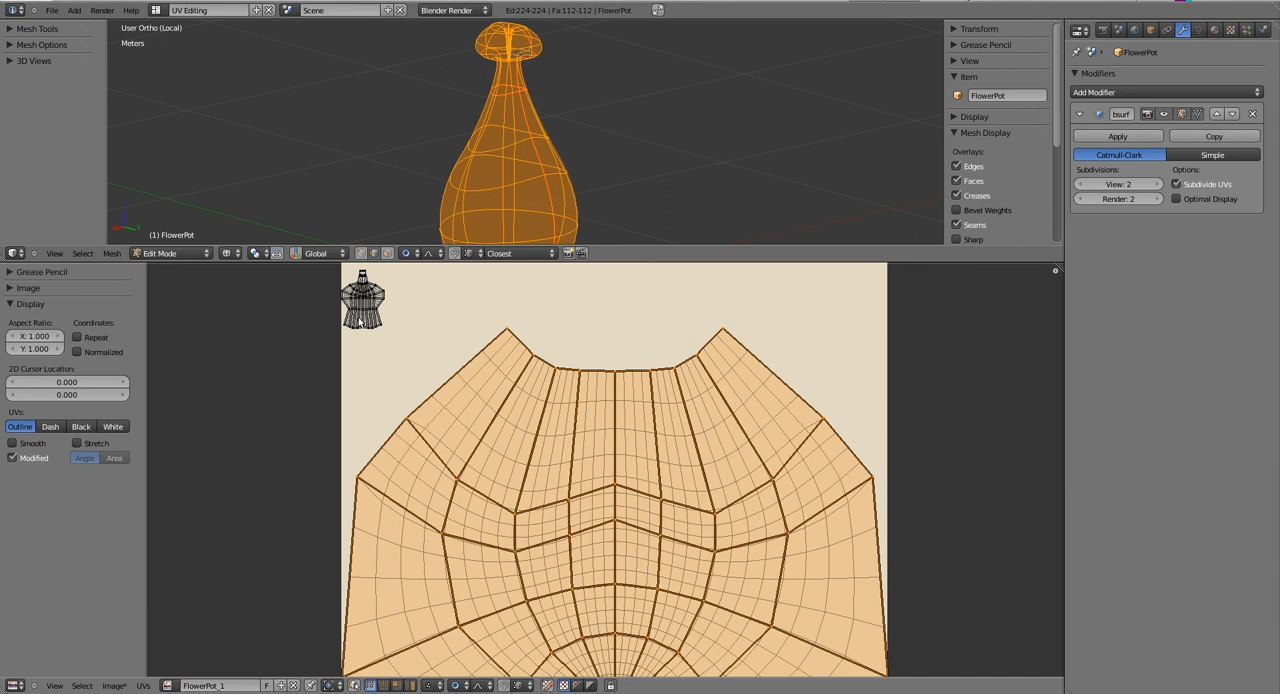 File Add Render Help UV Editing Scene Blender Render Ed:224-224 | Fa:112-112 | FlowerPot
Mesh Tools
Mesh Options
3D Views
User Ortho (Local)
Meters
z
y
(1) FlowerPot
Transform
Grease Pencil
View
Item
FlowerPot
Display
Mesh Display
Overlays:
Edges
Faces
Creases
Bevel Weights
Seams
Sharp
FlowerPot
Modifiers
Add Modifier
bsurf
Apply Copy
Catmull-Clark Simple
Subdivisions: Options:
View: 2 Subdivide UVs
Render: 2 Optimal Display
View Select Mesh Edit Mode Global Closest
Grease Pencil
Image
Display
Aspect Ratio: Coordinates:
X: 1.000 Repeat
Y: 1.000 Normalized
2D Cursor Location:
0.000
0.000
UVs:
Outline Dash Black White
Smooth Stretch
Modified Angle Area
View Select Image* UVs FlowerPot_1 F